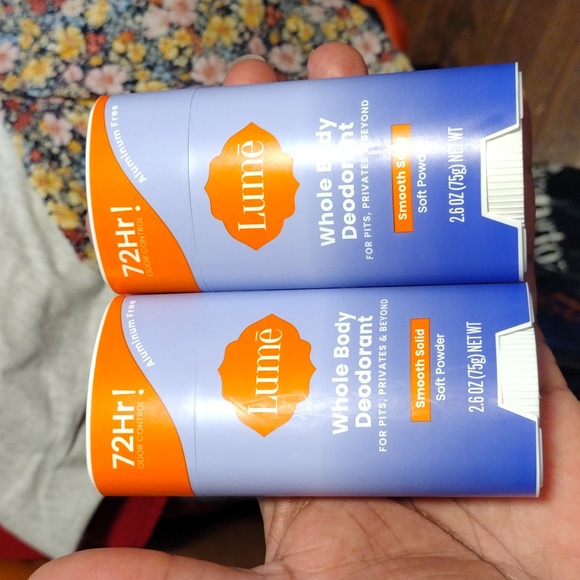 72Hr!
ODOR CONTROL
Aluminum Free
Lumē
Whole Body
Deodorant
FOR PITS, PRIVATES & BEYOND
Smooth
Soft Powder
2.6 OZ (75g) NET WT
72Hr!
ODOR CONTROL
Aluminum Free
Lumē
Whole Body
Deodorant
FOR PITS, PRIVATES & BEYOND
Smooth Solid
Soft Powder
2.6 OZ (75g) NET WT